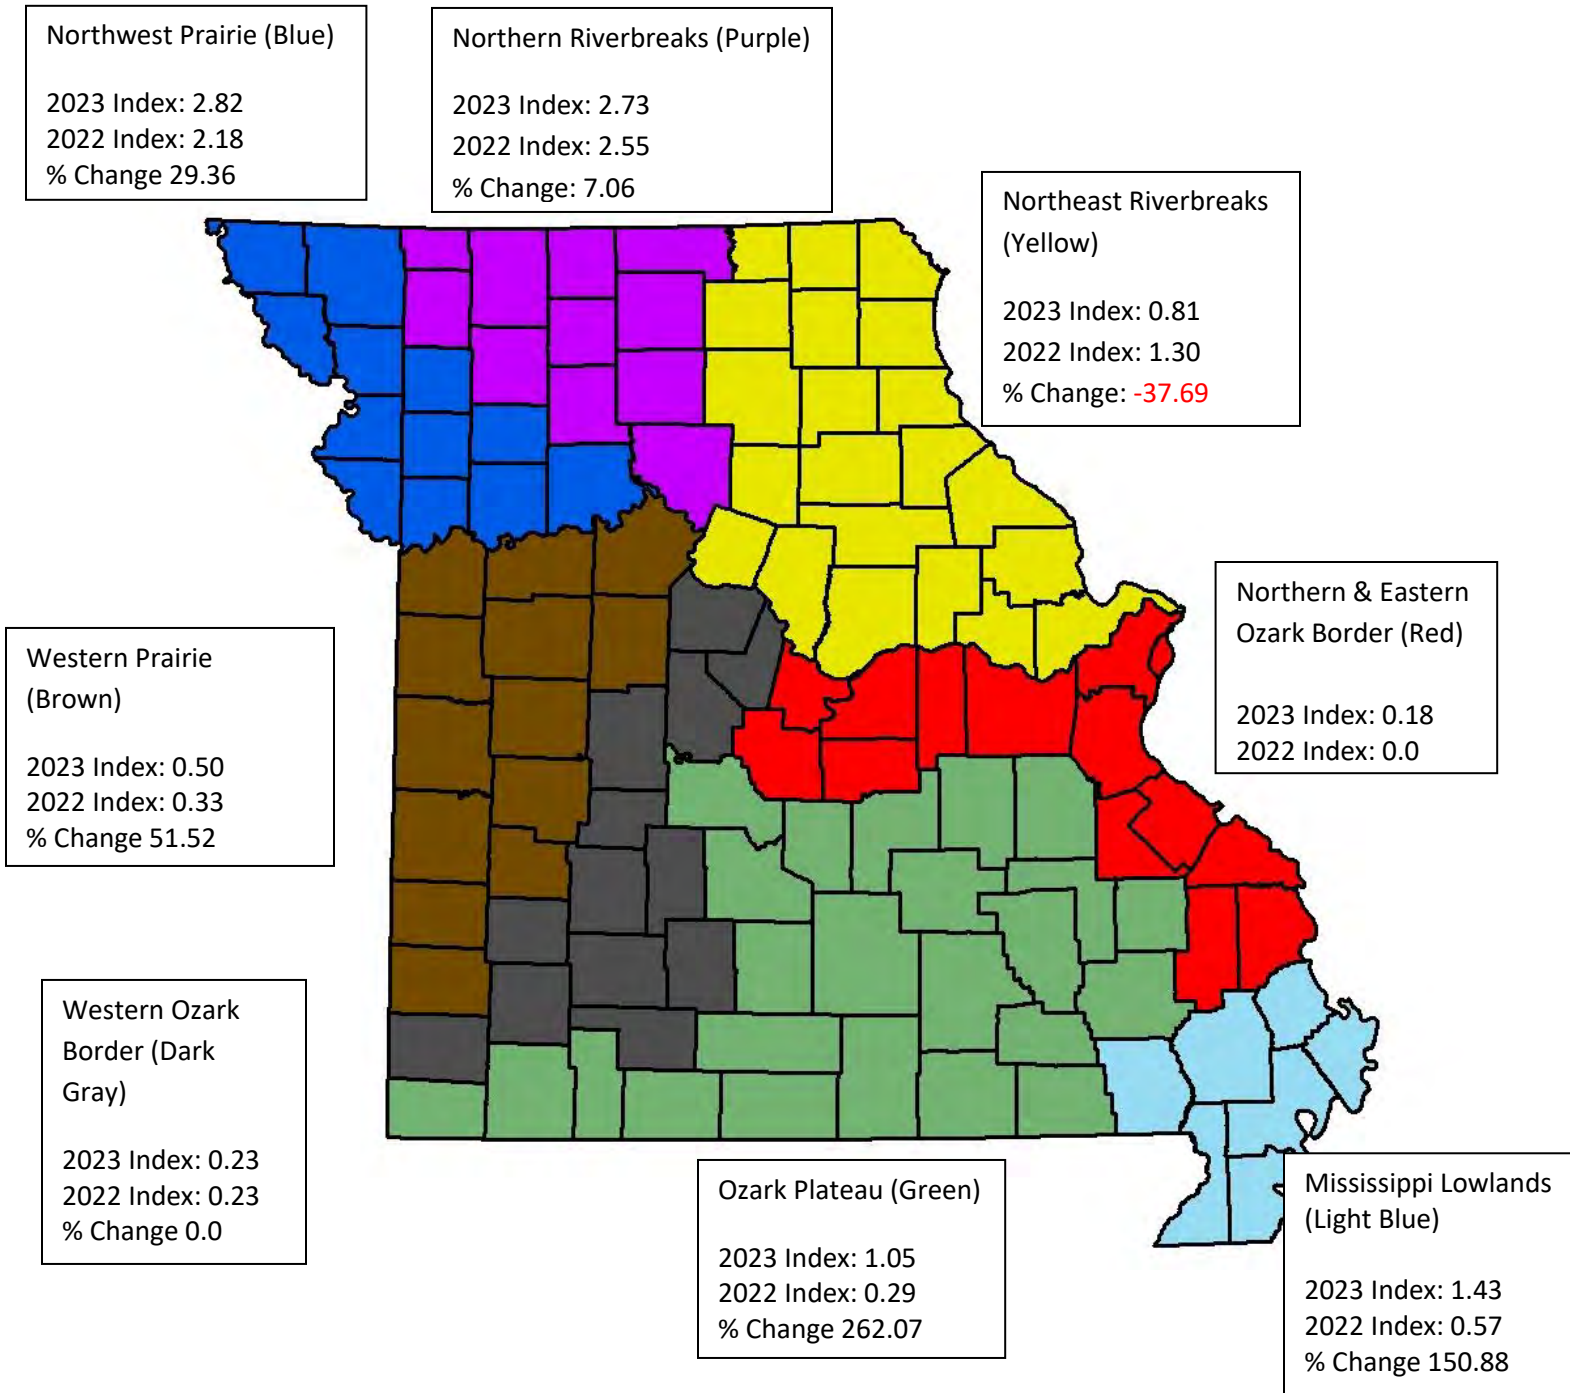 Northwest Prairie (Blue)
2023 Index: 2.82
2022 Index: 2.18
% Change 29.36
Northern Riverbreaks (Purple)
2023 Index: 2.73
2022 Index: 2.55
% Change: 7.06
Northeast Riverbreaks
(Yellow)
2023 Index: 0.81
2022 Index: 1.30
% Change: -37.69
Northern & Eastern
Ozark Border (Red)
2023 Index: 0.18
2022 Index: 0.0
Western Prairie
(Brown)
2023 Index: 0.50
2022 Index: 0.33
% Change 51.52
Western Ozark
Border (Dark
Gray)
2023 Index: 0.23
2022 Index: 0.23
% Change 0.0
Ozark Plateau (Green)
2023 Index: 1.05
2022 Index: 0.29
% Change 262.07
Mississippi Lowlands
(Light Blue)
2023 Index: 1.43
2022 Index: 0.57
% Change 150.88